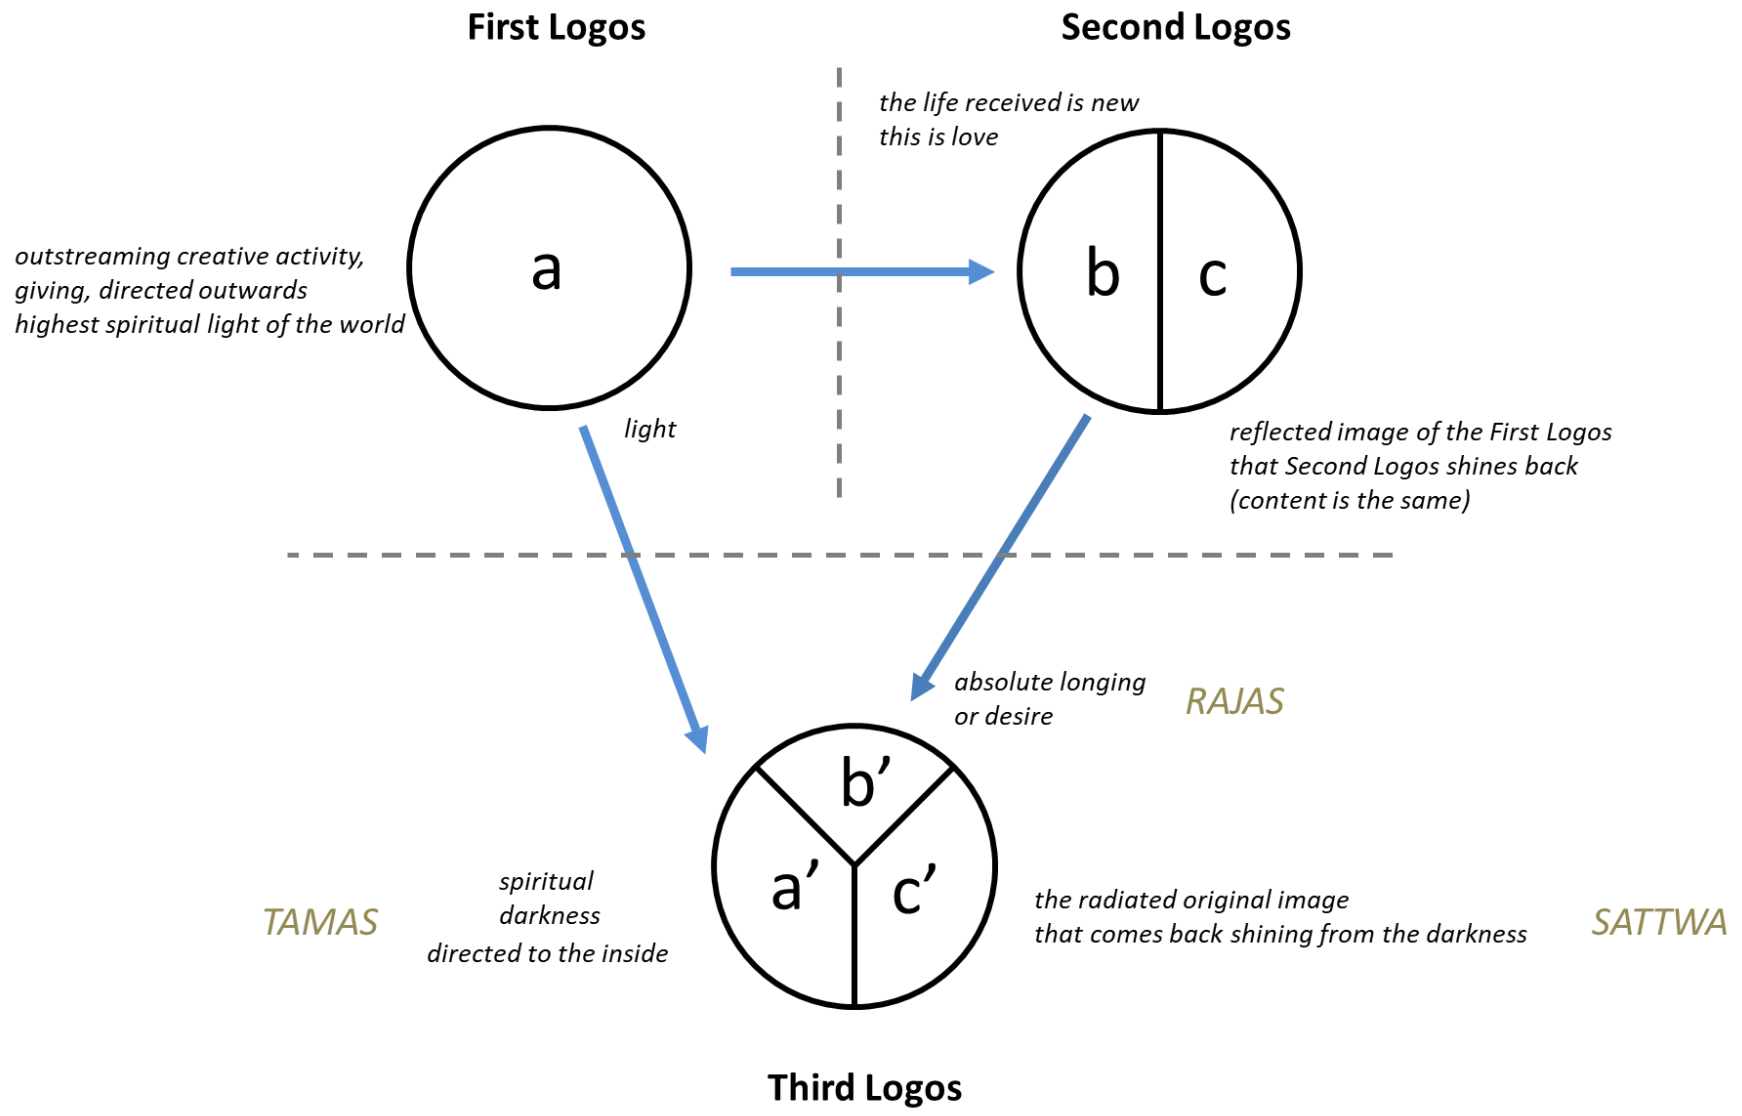 First Logos
Second Logos
the life received is new
this is love
outstreaming creative activity,
giving, directed outwards
highest spiritual light of the world
a
b
c
light
reflected image of the First Logos
that Second Logos shines back
(content is the same)
absolute longing
or desire
RAJAS
b’
a’
c’
TAMAS
spiritual
darkness
directed to the inside
the radiated original image
that comes back shining from the darkness
SATTWA
Third Logos